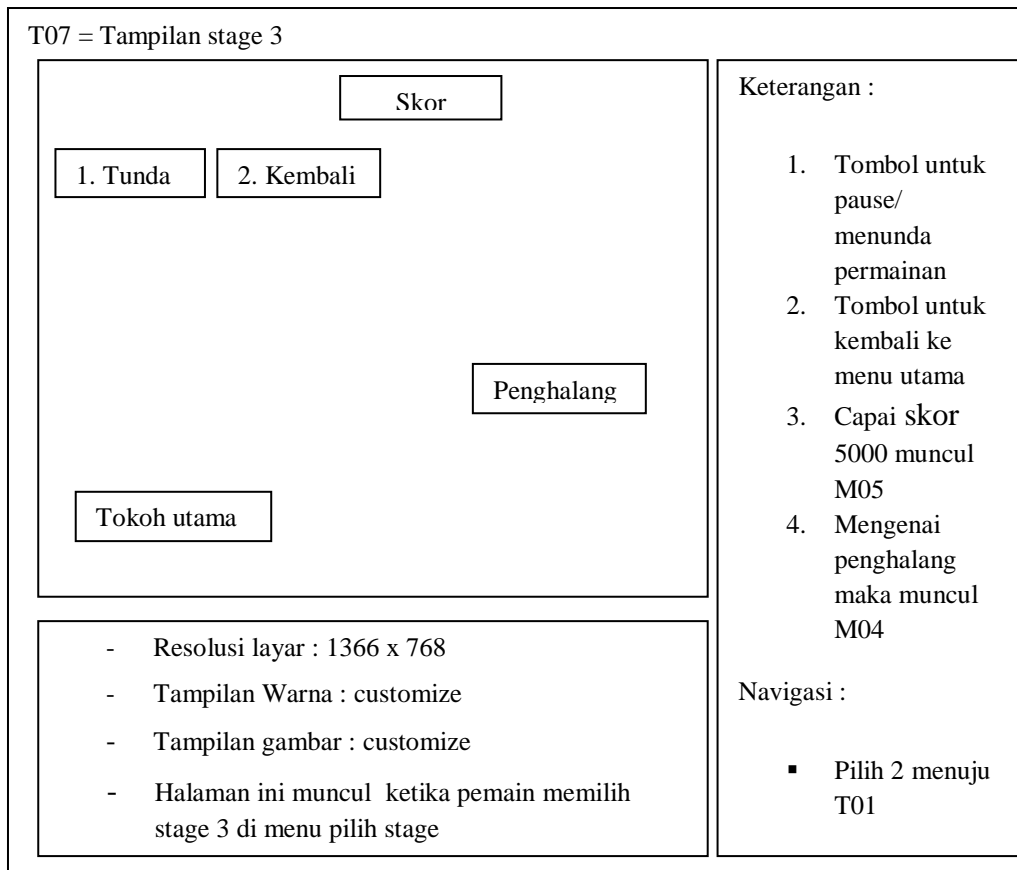 T07 = Tampilan stage 3
Skor
1. Tunda
2. Kembali
Penghalang
Tokoh utama
Keterangan :
1. Tombol untuk
pause/
menunda
permainan
2. Tombol untuk
kembali ke
menu utama
3. Capai skor
5000 muncul
M05
4. Mengenai
penghalang
maka muncul
M04
Navigasi :
▪ Pilih 2 menuju
T01
- Resolusi layar : 1366 x 768
- Tampilan Warna : customize
- Tampilan gambar : customize
- Halaman ini muncul ketika pemain memilih
stage 3 di menu pilih stage